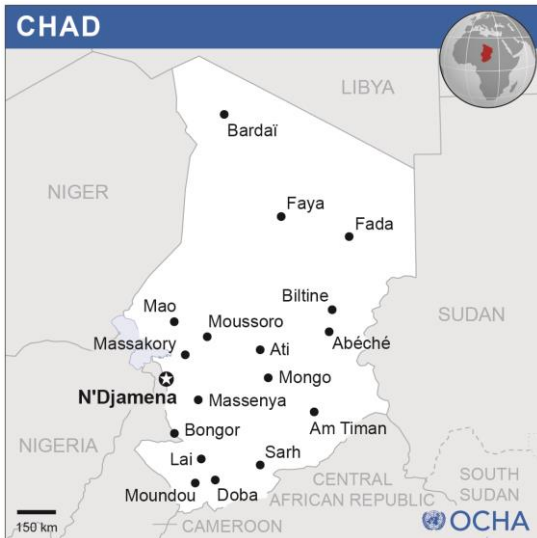 CHAD
LIBYA
Bardaï
NIGER
Faya
Fada
Biltine
Mao
SUDAN
Moussoro
Massakory
Abéché
Ati
Mongo
N'Djamena
Massenya
Am Timan
Bongor
NIGERIA
Sarh
Lai
CENTRAL
AFRICAN REPUBLIC
SOUTH
SUDAN
Moundou
Doba
150 km
CAMEROON
OCHA